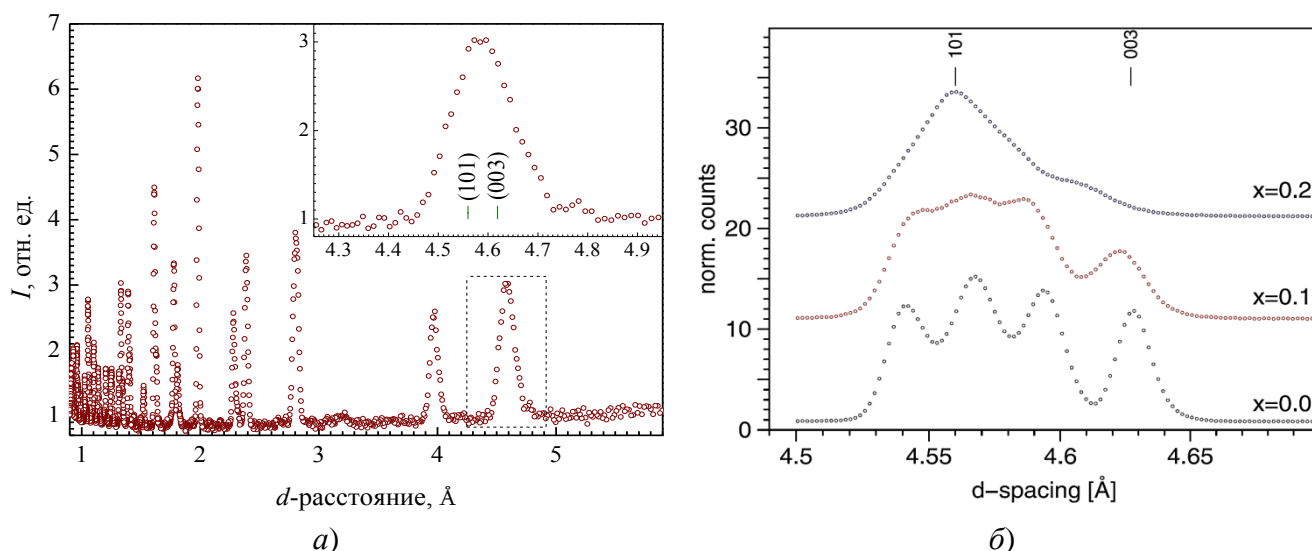 7
6
5
4
3
2
1
I, отн. ед.
1 2 3 4 5
d-расстояние, Å
3
2
1
(101)
(003)
4.3 4.4 4.5 4.6 4.7 4.8 4.9
а)
101
003
30
20
10
0
norm. counts
x=0.2
x=0.1
x=0.0
4.5 4.55 4.6 4.65
d−spacing [Å]
б)